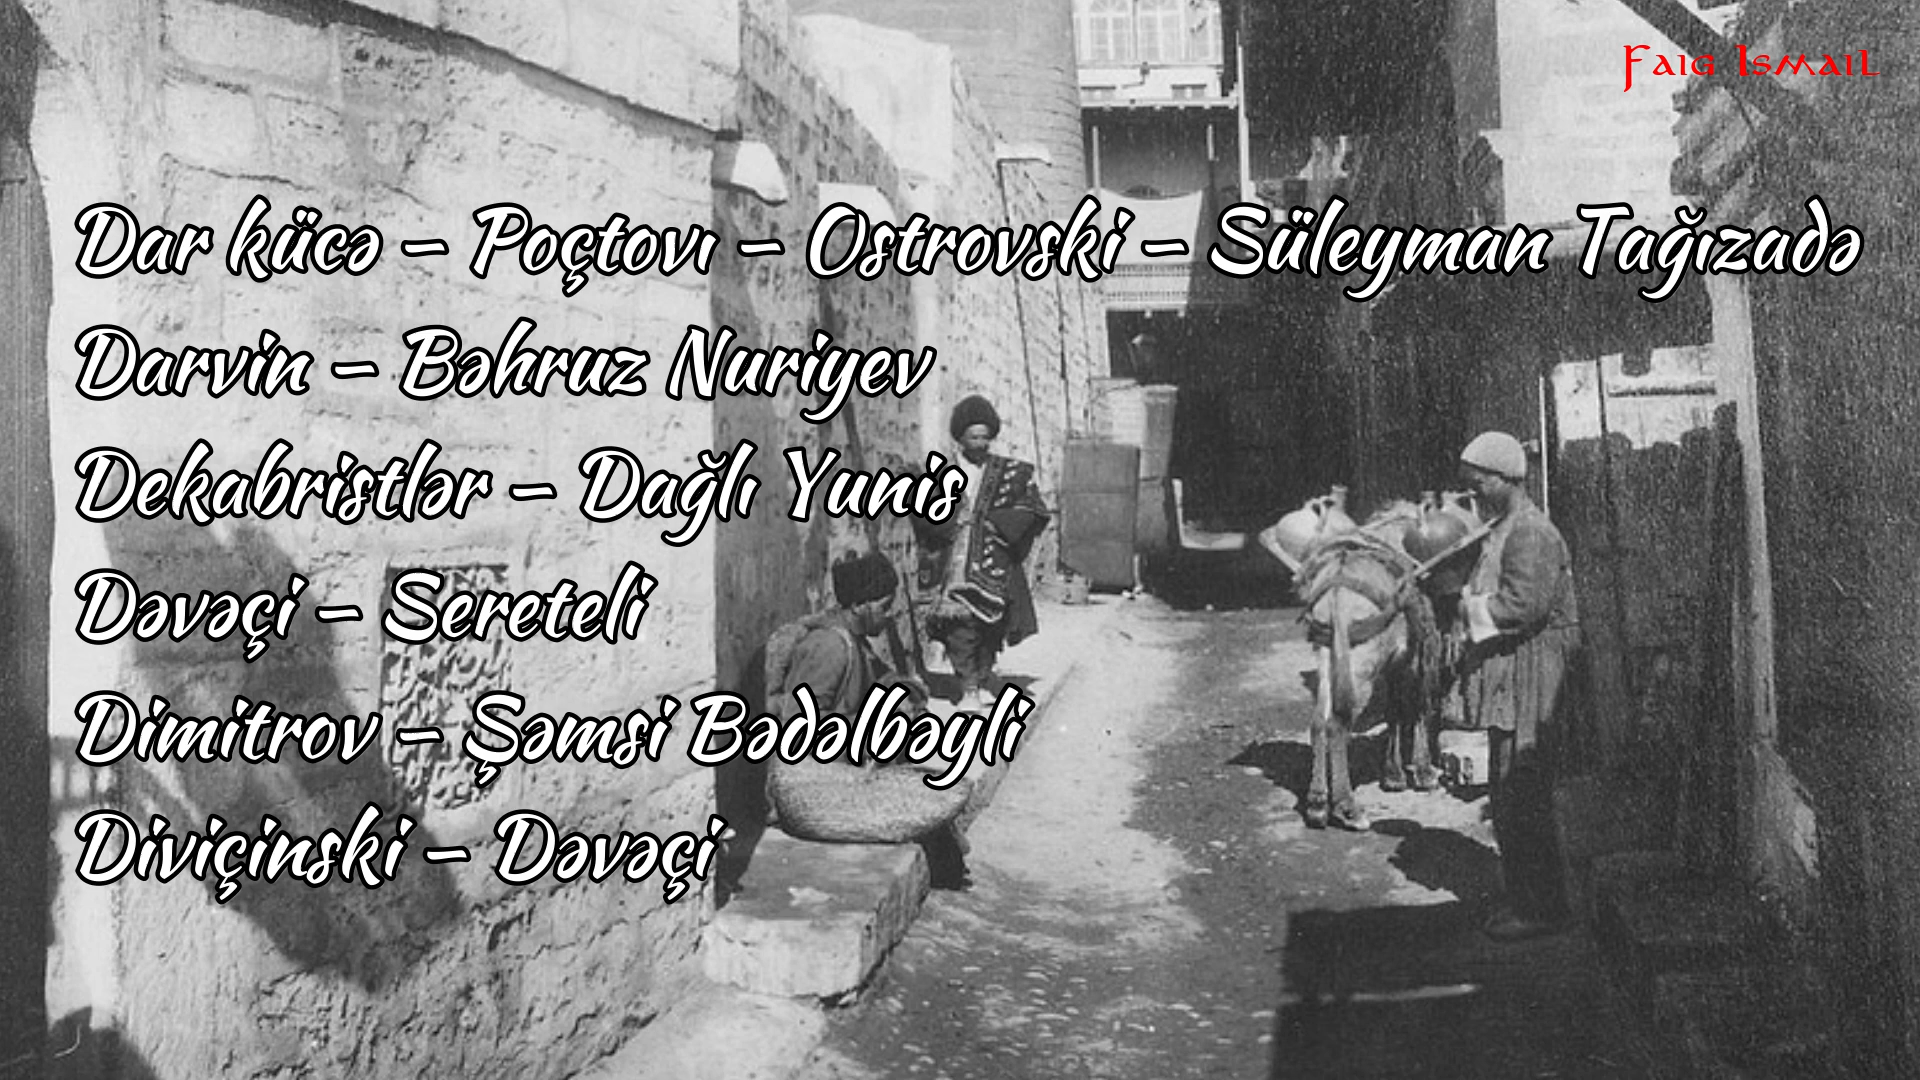 Faig Ismail
Dar küçə – Poçtovı – Ostrovski – Süleyman Tağızadə
Darvin – Bəhruz Nuriyev
Dekabristlər – Dağlı Yunis
Dəvəçi – Sereteli
Dimitrov – Şəmsi Bədəlbəyli
Diviçinski – Dəvəçi